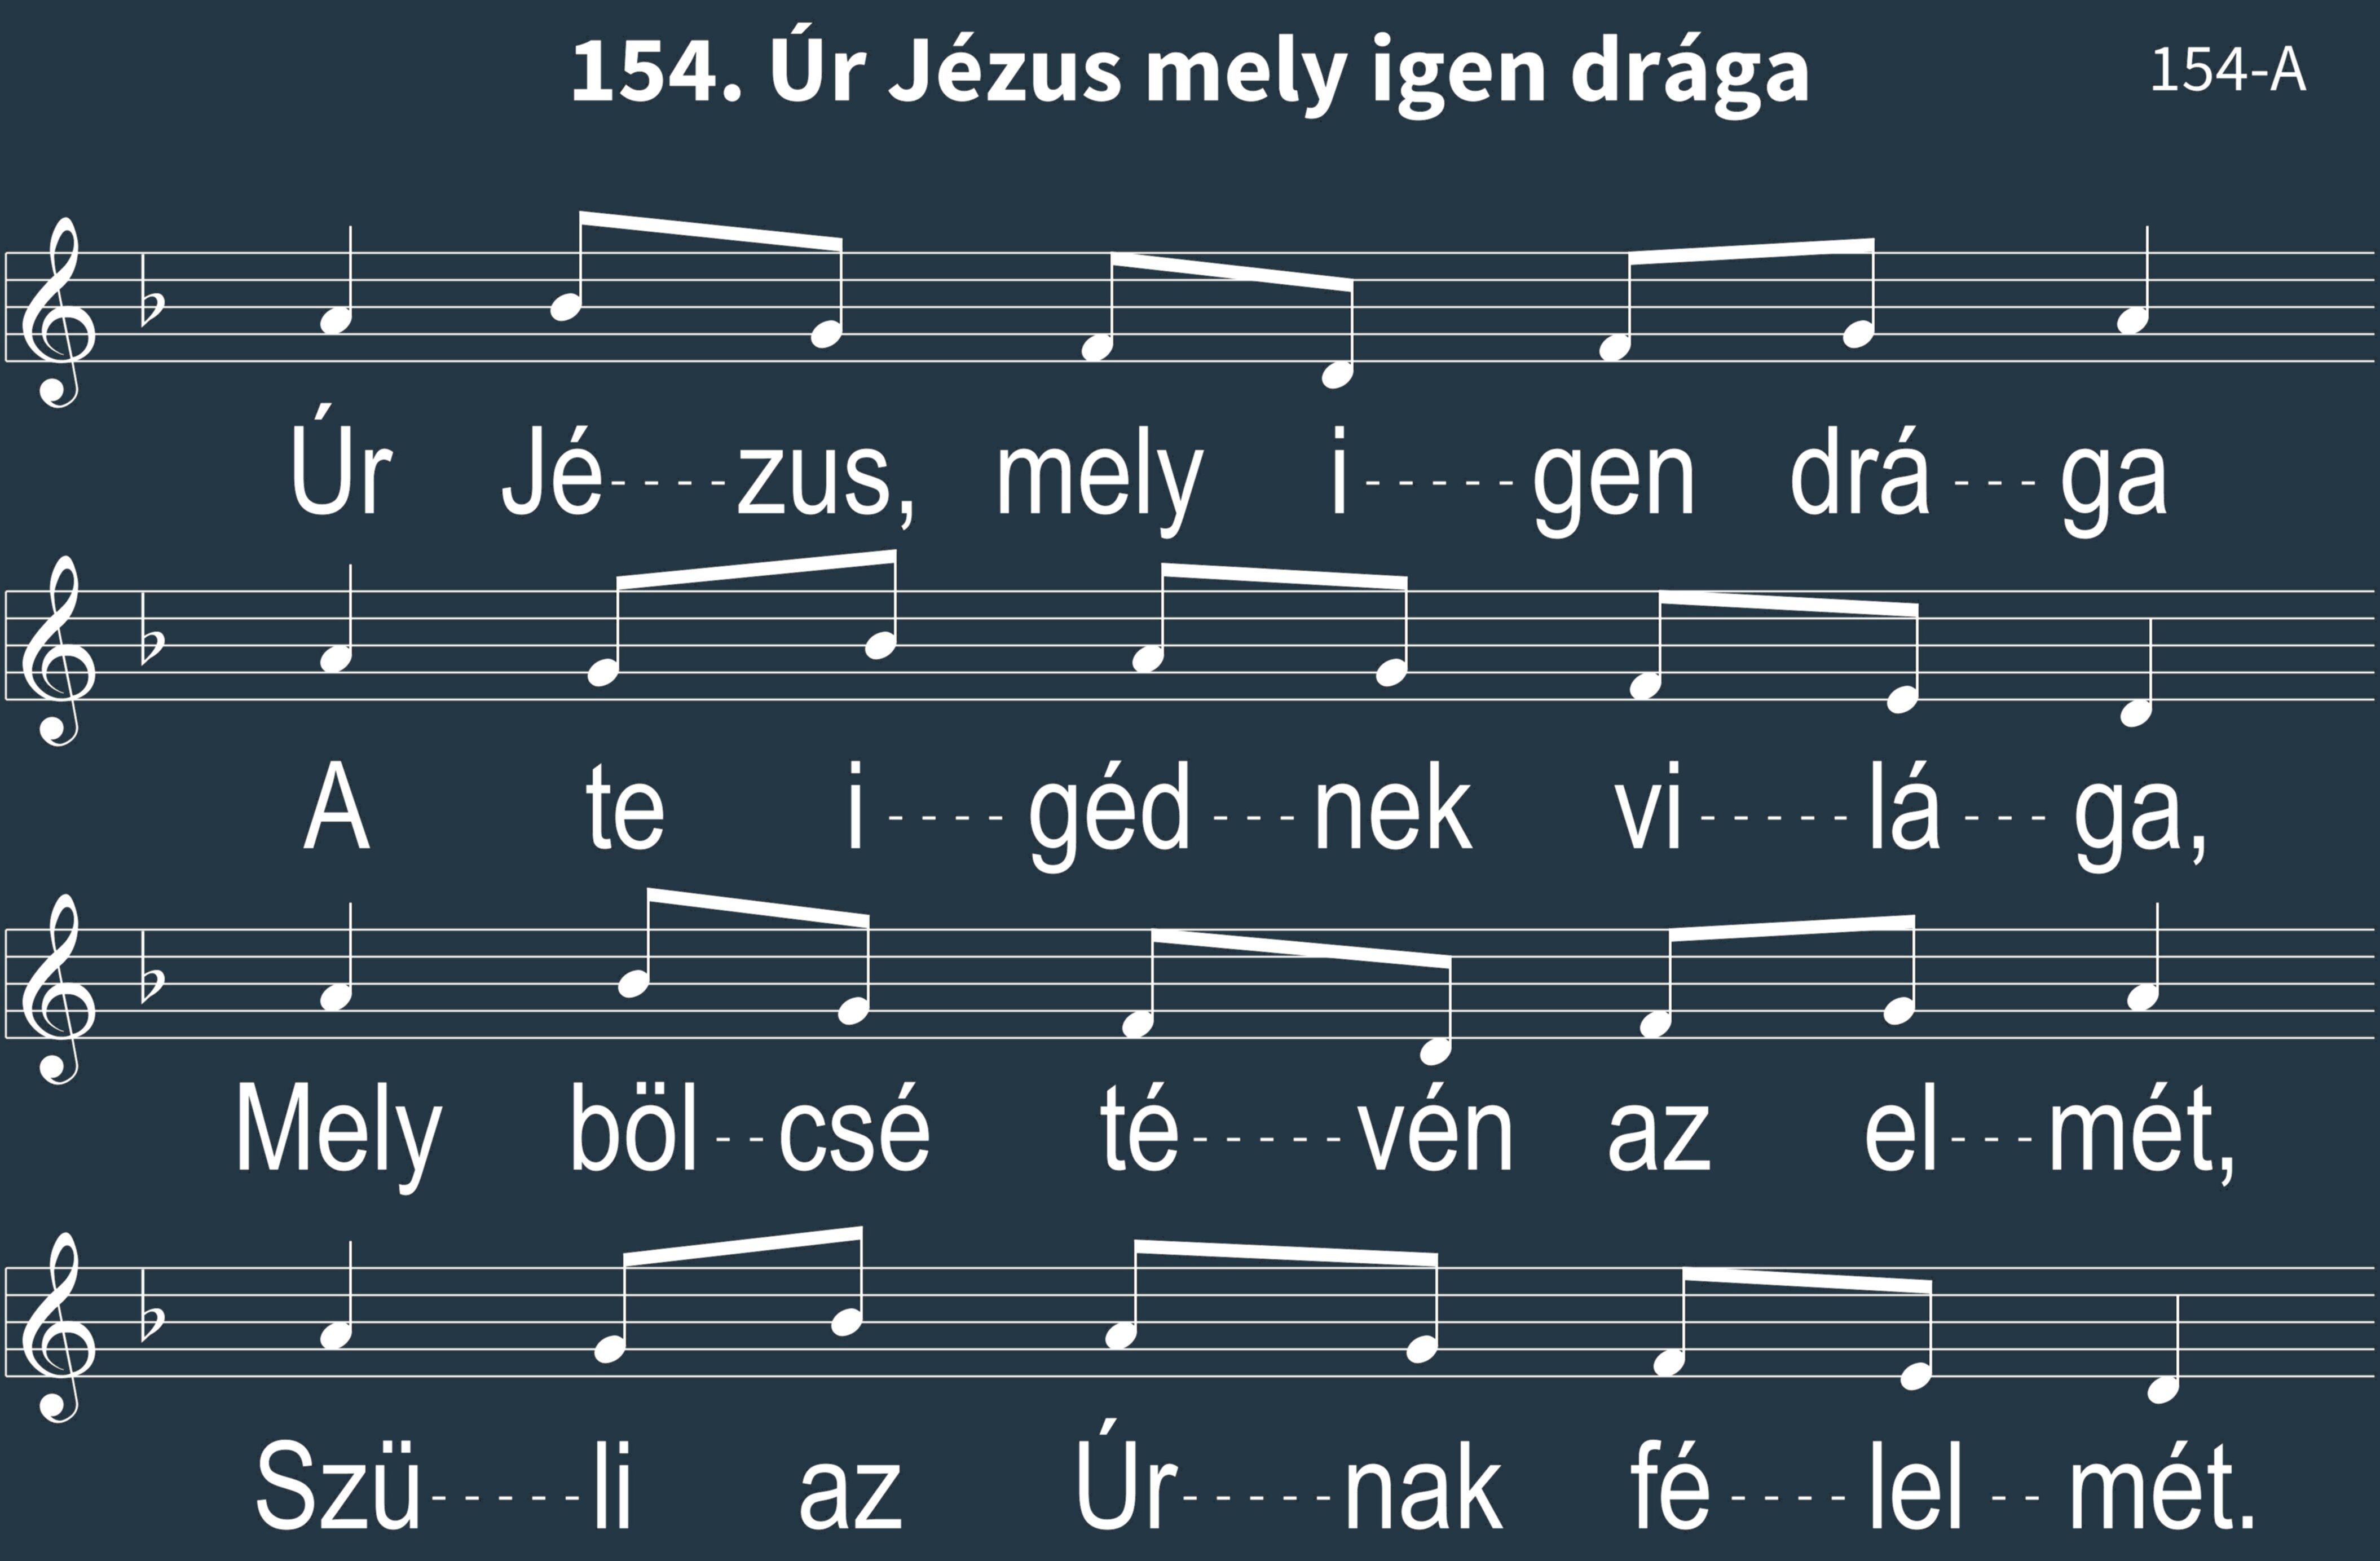 154. Úr Jézus mely igen drága
154-A
Úr Jé----zus, mely i-----gen drá---ga
A te i----géd---nek vi-----lá---ga,
Mely böl--csé té-----vén az el---mét,
Szü-----li az Úr-----nak fé----lel--mét.